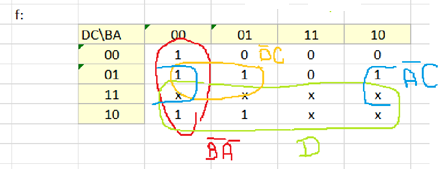 f:
DC\BA 00 01 11 10
00 1 0 0 0
D̅C
01 1 1 0 1 A̅C
11 x x x x
10 1 1 x x
B̅A̅ D